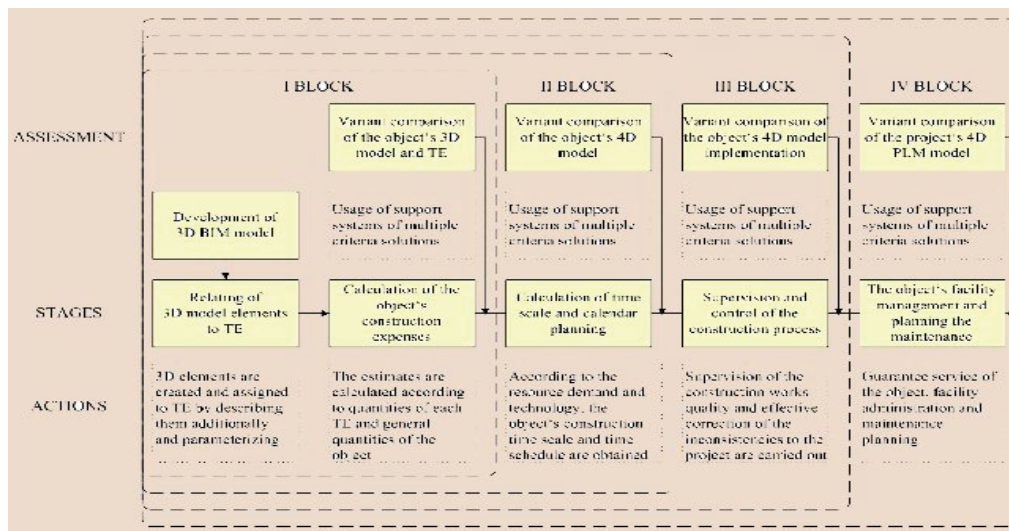 I BLOCK
II BLOCK
III BLOCK
IV BLOCK
ASSESSMENT
Variant comparison
of the object's 3D
model and TE
Variant comparison
of the object's 4D
model
Variant comparison of
the object's 4D model
implementation
Variant comparison
of the project's 4D
PLM model
Development of
3D BIM model
Usage of support
systems of multiple
criteria solutions
Usage of support
systems of multiple
criteria solutions
Usage of support
systems of multiple
criteria solutions
Usage of support
systems of multiple
criteria solutions
STAGES
Relating of
3D model elements
to TE
Calculation of the
object's
construction
expenses
Calculation of time
scale and calendar
planning
Supervision and
control of the
construction process
The object's facility
management and
planning the
maintenance
ACTIONS
3D elements are
created and assigned
to TE by describing
them additionally
and parameterizing
The estimates are
calculated according
to quantities of each
TE and general
quantities of the
object
According to the
resource demand and
technology, the
object's construction
time scale and time
schedule are obtained
Supervision of the
construction works
quality and effective
correction of the
inconsistencies to the
project are carried out
Guarantee service of
the object, facility
administration and
maintenance
planning